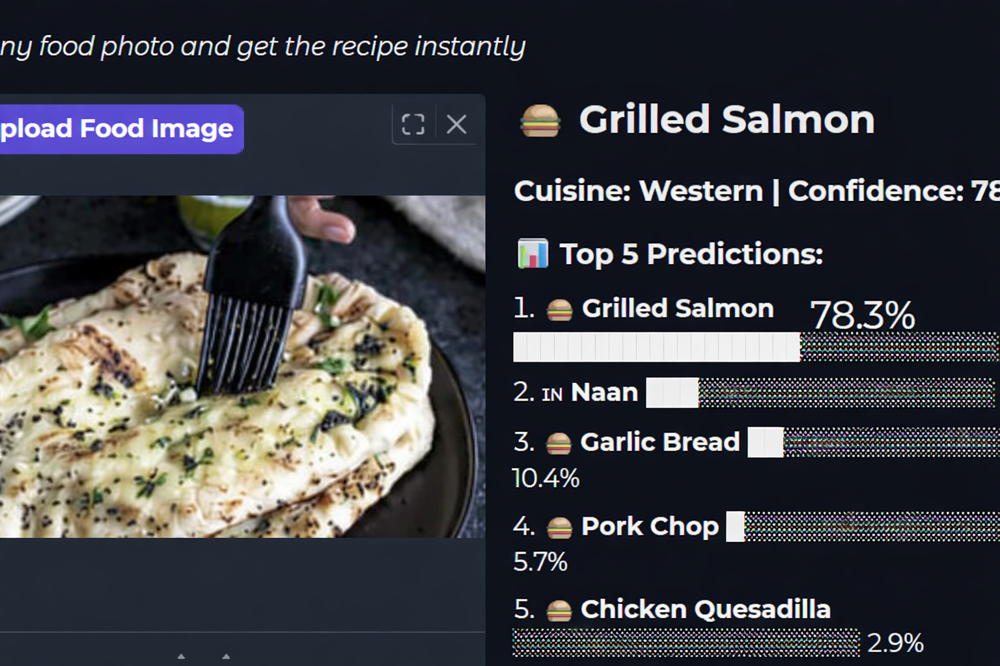 ny food photo and get the recipe instantly
pload Food Image
Grilled Salmon
Cuisine: Western | Confidence: 78
Top 5 Predictions:
1. Grilled Salmon 78.3%
2. IN Naan
3. Garlic Bread
10.4%
4. Pork Chop
5.7%
5. Chicken Quesadilla
2.9%